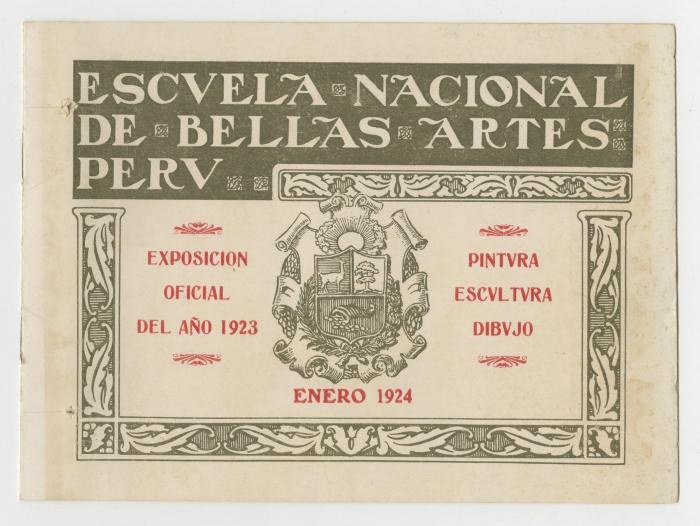 ESCVELA NACIONAL
DE BELLAS ARTES
PERV
EXPOSICION
OFICIAL
DEL AÑO 1923
PINTVRA
ESCVLTVRA
DIBVJO
ENERO 1924